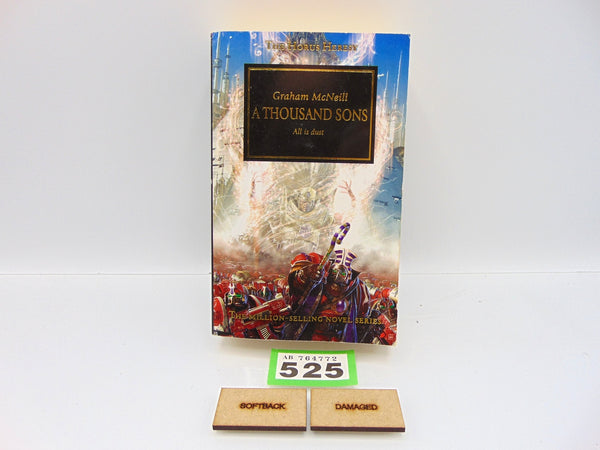 THE HORUS HERESY
Graham McNeill
A THOUSAND SONS
All is dust
THE MILLION-SELLING NOVEL SERIES
AB 764772
525
SOFTBACK
DAMAGED